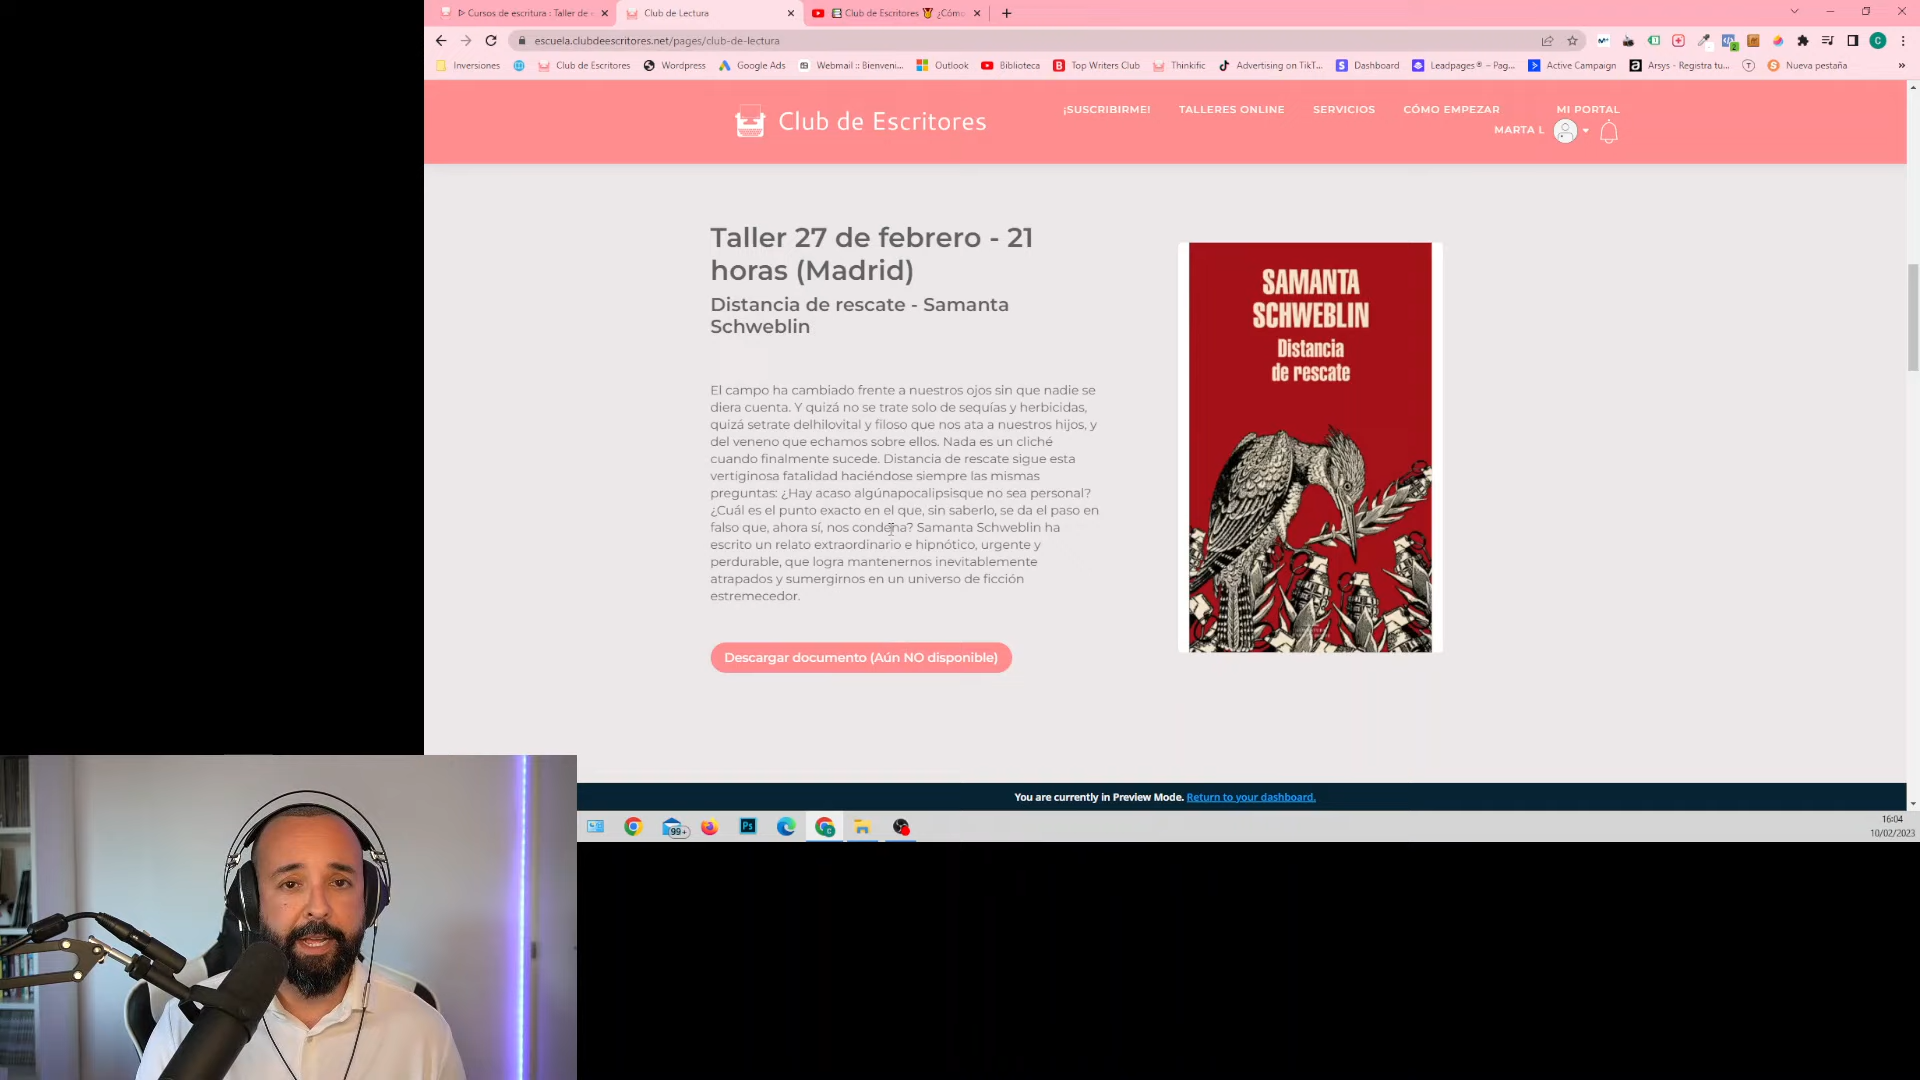 ᐅ Cursos de escritura : Taller de
Club de Lectura
Club de Escritores
¿Cómo
escuela.clubdeescritores.net/pages/club-de-lectura
Inversiones
Club de Escritores
Wordpress
Google Ads
Webmail :: Bienveni...
Outlook
Biblioteca
Top Writers Club
Thinkific
Advertising on TikT...
Dashboard
Leadpages® – Pag...
Active Campaign
Arsys - Registra tu...
Nueva pestaña
Club de Escritores
¡SUSCRIBIRME!
TALLERES ONLINE
SERVICIOS
CÓMO EMPEZAR
MI PORTAL
MARTA L
Taller 27 de febrero - 21
horas (Madrid)
Distancia de rescate - Samanta
Schweblin
El campo ha cambiado frente a nuestros ojos sin que nadie se
diera cuenta. Y quizá no se trate solo de sequías y herbicidas,
quizá setrate delhilovital y filoso que nos ata a nuestros hijos, y
del veneno que echamos sobre ellos. Nada es un cliché
cuando finalmente sucede. Distancia de rescate sigue esta
vertiginosa fatalidad haciéndose siempre las mismas
preguntas: ¿Hay acaso algúnapocalipsisque no sea personal?
¿Cuál es el punto exacto en el que, sin saberlo, se da el paso en
falso que, ahora sí, nos condena? Samanta Schweblin ha
escrito un relato extraordinario e hipnótico, urgente y
perdurable, que logra mantenernos inevitablemente
atrapados y sumergirnos en un universo de ficción
estremecedor.
Descargar documento (Aún NO disponible)
SAMANTA
SCHWEBLIN
Distancia
de rescate
You are currently in Preview Mode. Return to your dashboard.
99+
Ps
16:04
10/02/2023